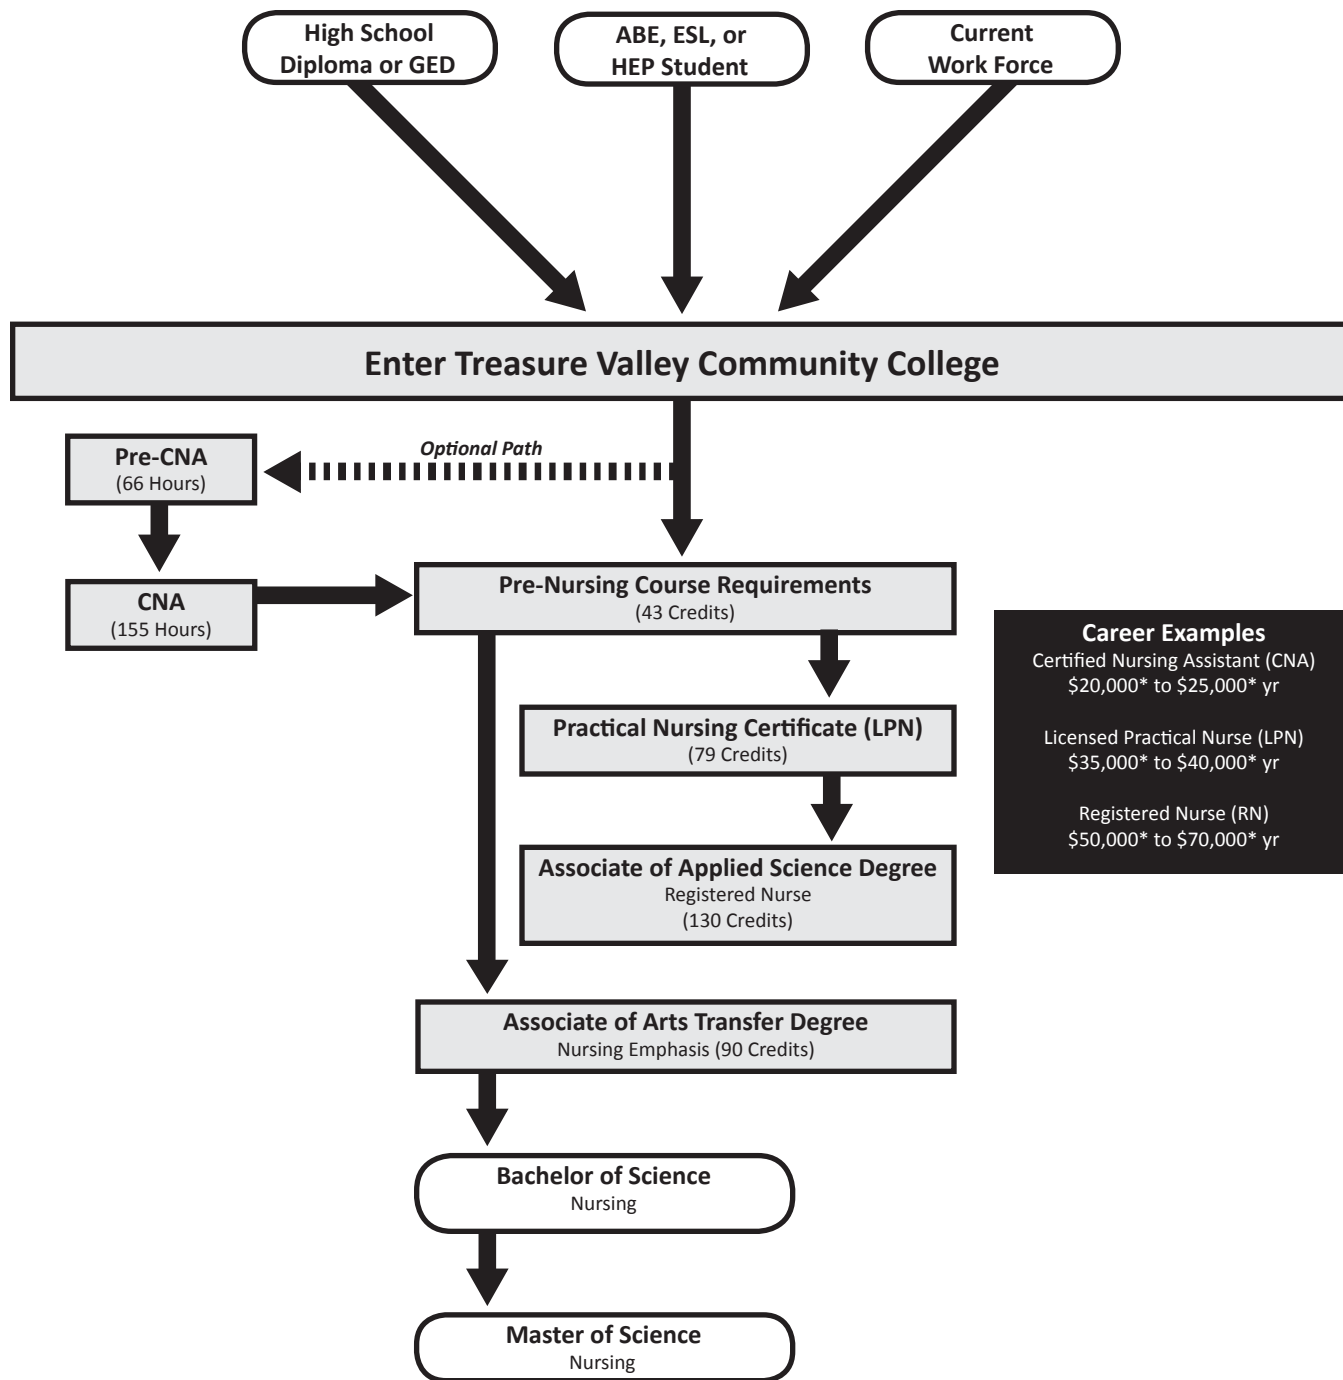 High School
Diploma or GED
ABE, ESL, or
HEP Student
Current
Work Force
Enter Treasure Valley Community College
Optional Path
Pre-CNA
(66 Hours)
CNA
(155 Hours)
Pre-Nursing Course Requirements
(43 Credits)
Practical Nursing Certificate (LPN)
(79 Credits)
Associate of Applied Science Degree
Registered Nurse
(130 Credits)
Career Examples
Certified Nursing Assistant (CNA)
$20,000* to $25,000* yr
Licensed Practical Nurse (LPN)
$35,000* to $40,000* yr
Registered Nurse (RN)
$50,000* to $70,000* yr
Associate of Arts Transfer Degree
Nursing Emphasis (90 Credits)
Bachelor of Science
Nursing
Master of Science
Nursing